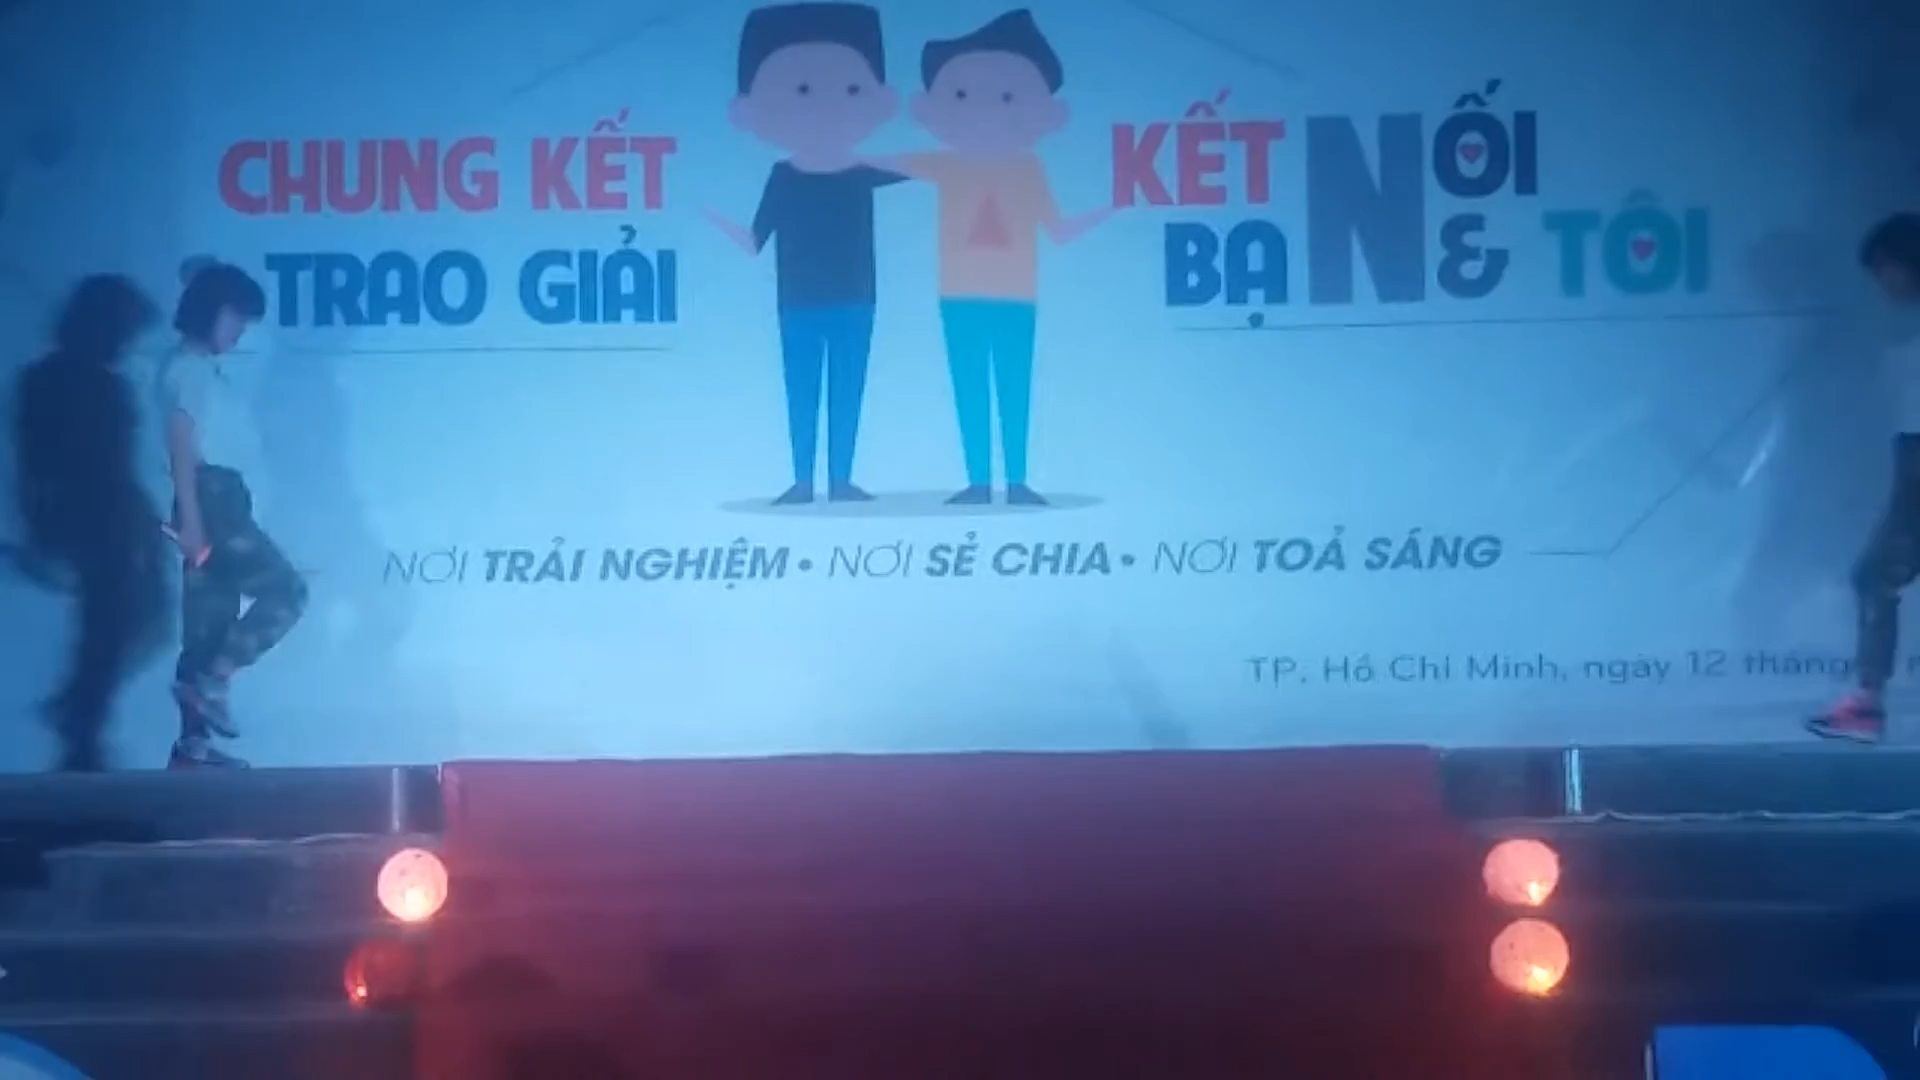 CHUNG KẾT
TRAO GIẢI
KẾT NỐI
BẠN & TÔI
NƠI TRẢI NGHIỆM • NƠI SẺ CHIA • NƠI TOẢ SÁNG
TP. Hồ Chí Minh, ngày 12 tháng